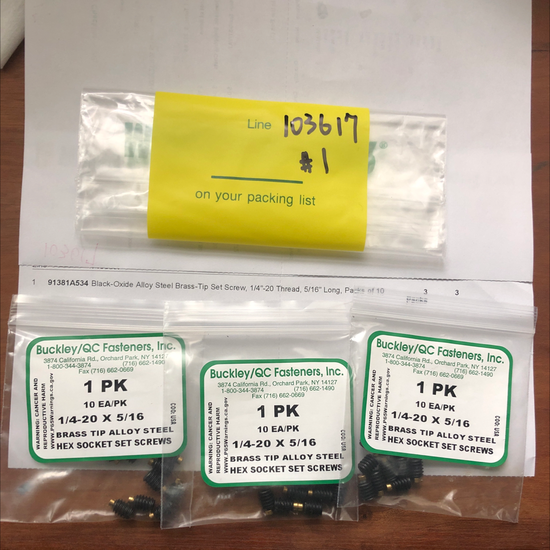 Line 103617
#1
on your packing list
1 91381A534 Black-Oxide Alloy Steel Brass-Tip Set Screw, 1/4"-20 Thread, 5/16" Long, Packs of 10 3 3
packs
Buckley/QC Fasteners, Inc.
3874 California Rd., Orchard Park, NY 14127
1-800-344-3874 (716) 662-1490
Fax (716) 662-0669
1 PK
10 EA/PK
1/4-20 X 5/16
BRASS TIP ALLOY STEEL
HEX SOCKET SET SCREWS
WARNING: CANCER AND
REPRODUCTIVE HARM
www.P65Warnings.ca.gov
COO: USA
Buckley/QC Fasteners, Inc.
3874 California Rd., Orchard Park, NY 14127
1-800-344-3874 (716) 662-1490
Fax (716) 662-0669
1 PK
10 EA/PK
1/4-20 X 5/16
BRASS TIP ALLOY STEEL
HEX SOCKET SET SCREWS
WARNING: CANCER AND
REPRODUCTIVE HARM
www.P65Warnings.ca.gov
COO: USA
Buckley/QC Fasteners, Inc.
3874 California Rd., Orchard Park, NY 14127
1-800-344-3874 (716) 662-1490
Fax (716) 662-0669
1 PK
10 EA/PK
1/4-20 X 5/16
BRASS TIP ALLOY STEEL
HEX SOCKET SET SCREWS
WARNING: CANCER AND
REPRODUCTIVE HARM
www.P65Warnings.ca.gov
COO: USA